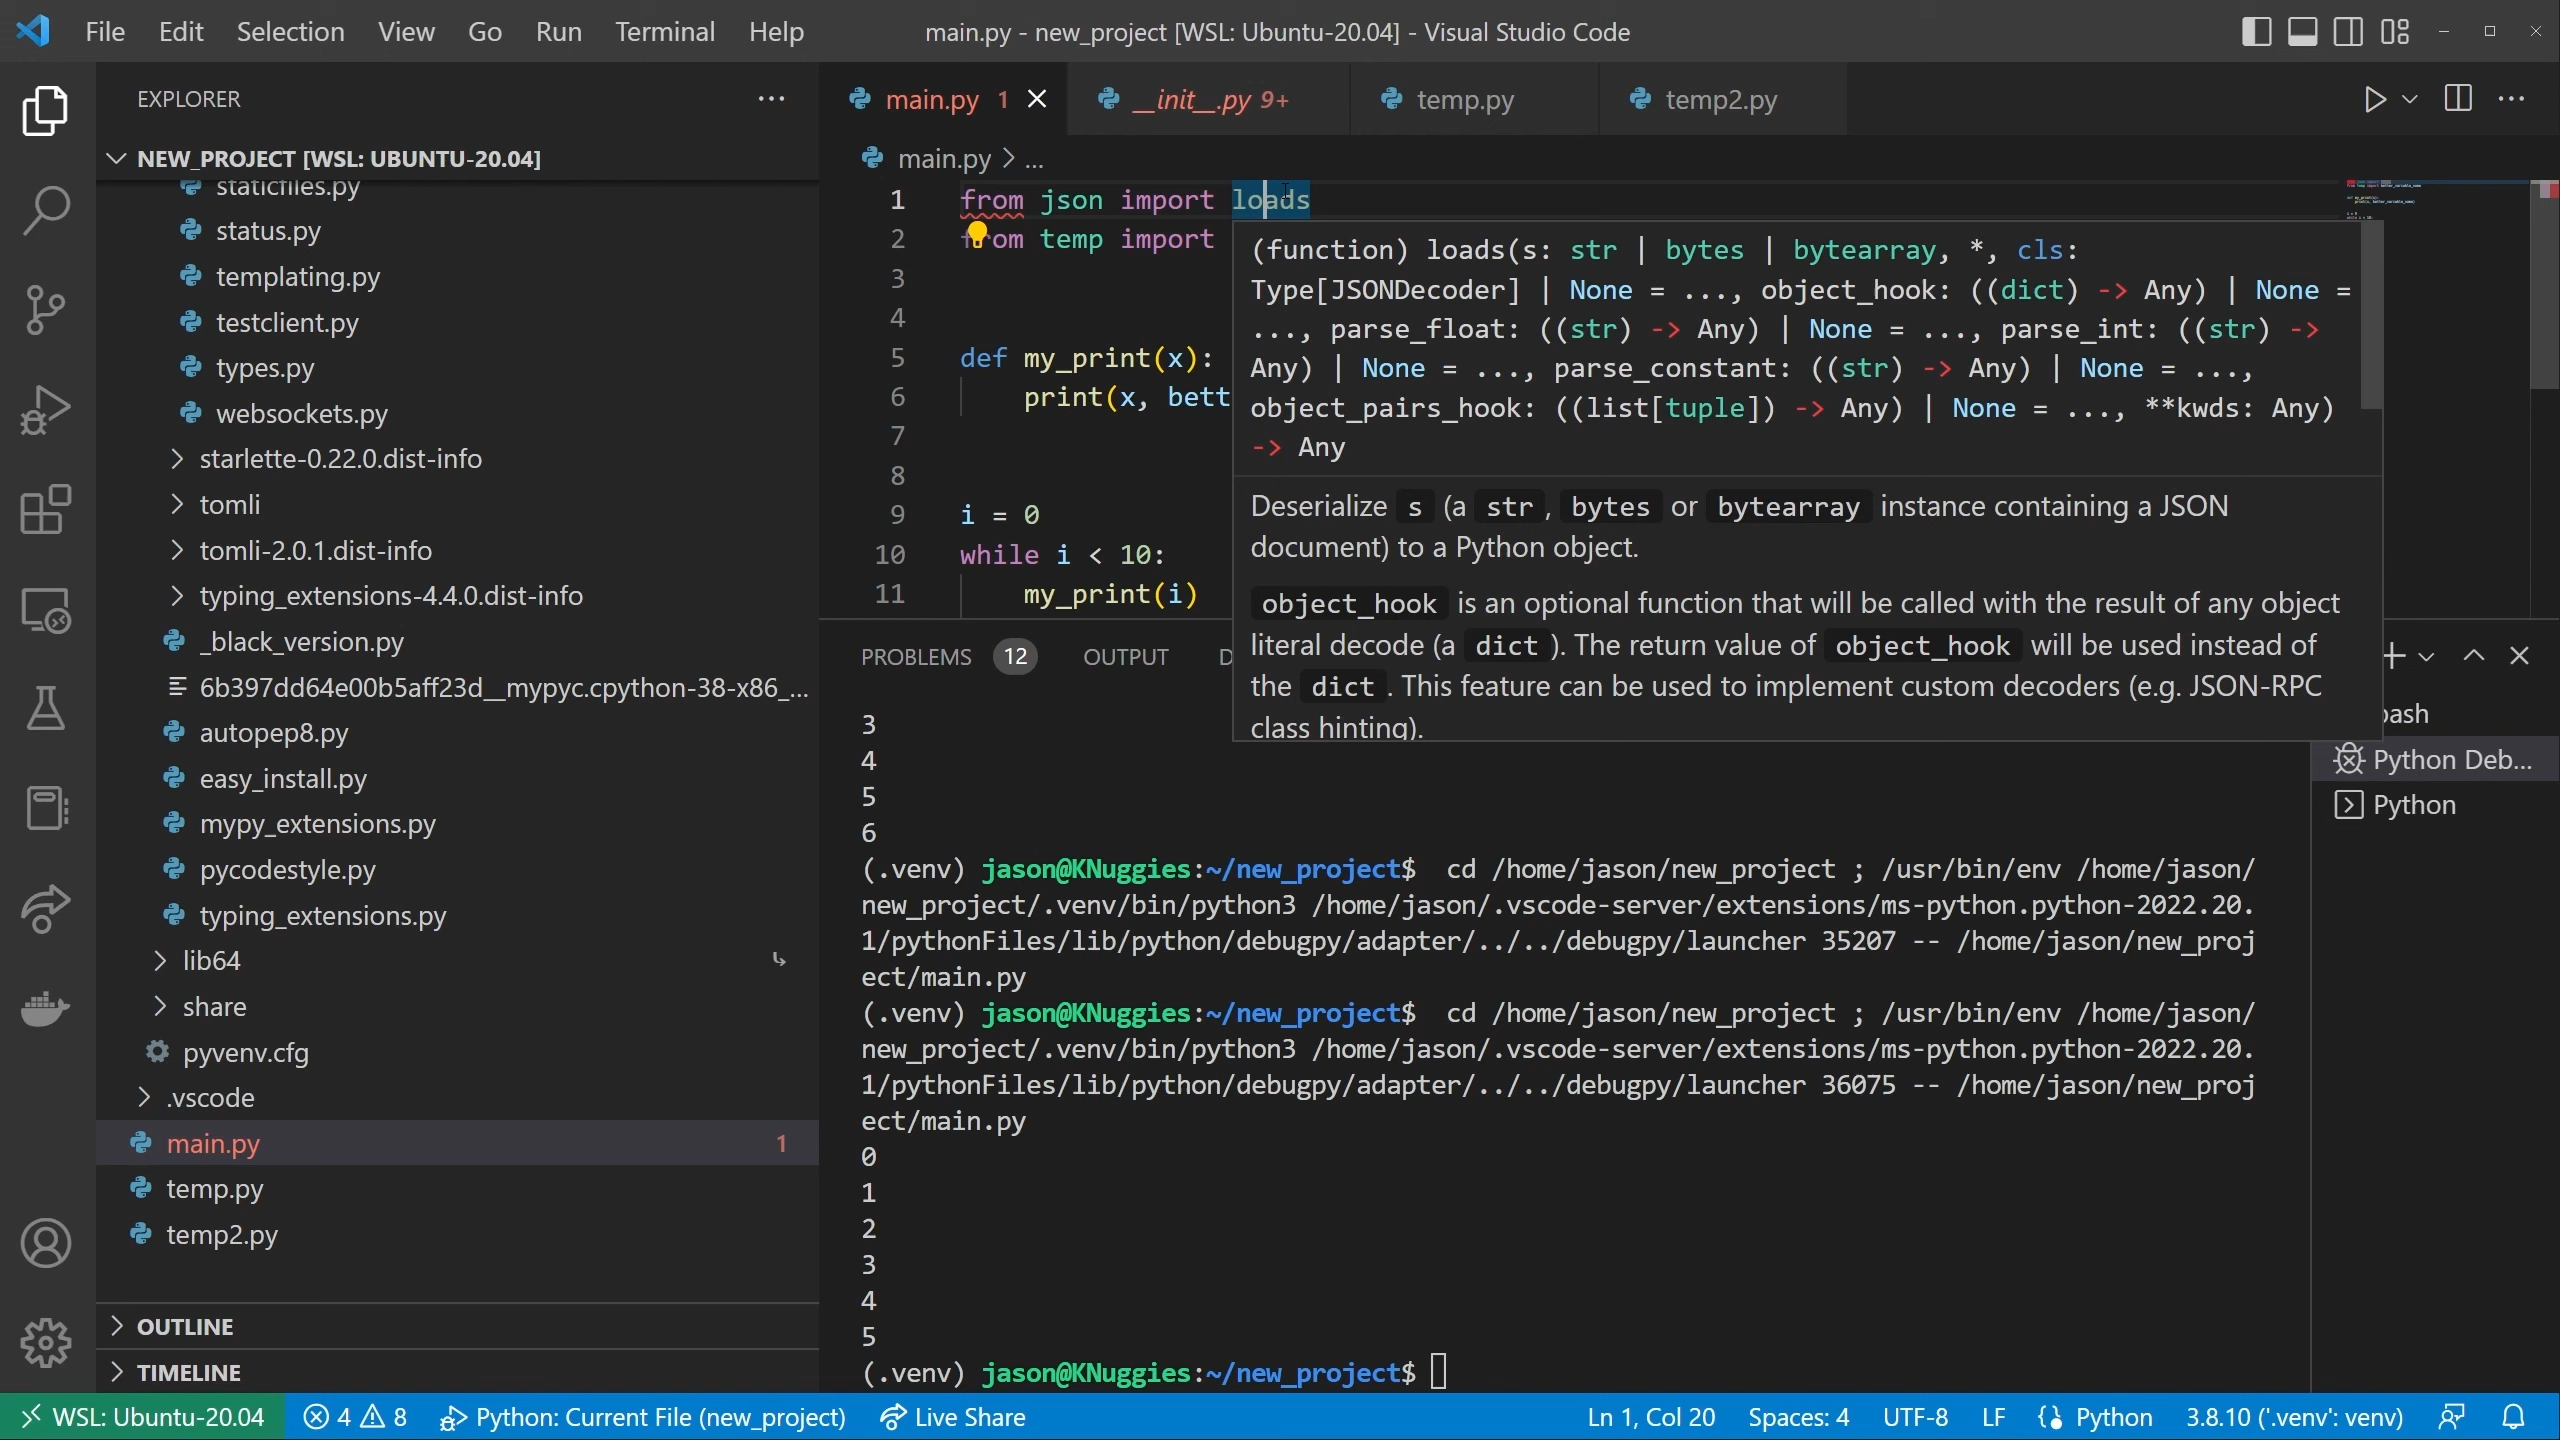 File Edit Selection View Go Run Terminal Help
main.py - new_project [WSL: Ubuntu-20.04] - Visual Studio Code
EXPLORER
NEW_PROJECT [WSL: UBUNTU-20.04]
staticfiles.py
status.py
templating.py
testclient.py
types.py
websockets.py
starlette-0.22.0.dist-info
tomli
tomli-2.0.1.dist-info
typing_extensions-4.4.0.dist-info
_black_version.py
6b397dd64e00b5aff23d__mypyc.cpython-38-x86_...
autopep8.py
easy_install.py
mypy_extensions.py
pycodestyle.py
typing_extensions.py
lib64
share
pyvenv.cfg
.vscode
main.py 1
temp.py
temp2.py
OUTLINE
TIMELINE
main.py 1
__init__.py 9+
temp.py
temp2.py
main.py > ...
1 from json import loads
2 from temp import
3
4
5 def my_print(x):
6 print(x, bett
7
8
9 i = 0
10 while i < 10:
11 my_print(i)
(function) loads(s: str | bytes | bytearray, *, cls:
Type[JSONDecoder] | None = ..., object_hook: ((dict) -> Any) | None =
..., parse_float: ((str) -> Any) | None = ..., parse_int: ((str) ->
Any) | None = ..., parse_constant: ((str) -> Any) | None = ...,
object_pairs_hook: ((list[tuple]) -> Any) | None = ..., **kwds: Any)
-> Any
Deserialize s (a str, bytes or bytearray instance containing a JSON
document) to a Python object.
object_hook is an optional function that will be called with the result of any object
literal decode (a dict). The return value of object_hook will be used instead of
the dict. This feature can be used to implement custom decoders (e.g. JSON-RPC
class hinting).
PROBLEMS 12 OUTPUT D
3
4
5
6
(.venv) jason@KNuggies:~/new_project$ cd /home/jason/new_project ; /usr/bin/env /home/jason/
new_project/.venv/bin/python3 /home/jason/.vscode-server/extensions/ms-python.python-2022.20.
1/pythonFiles/lib/python/debugpy/adapter/../../debugpy/launcher 35207 -- /home/jason/new_proj
ect/main.py
(.venv) jason@KNuggies:~/new_project$ cd /home/jason/new_project ; /usr/bin/env /home/jason/
new_project/.venv/bin/python3 /home/jason/.vscode-server/extensions/ms-python.python-2022.20.
1/pythonFiles/lib/python/debugpy/adapter/../../debugpy/launcher 36075 -- /home/jason/new_proj
ect/main.py
0
1
2
3
4
5
(.venv) jason@KNuggies:~/new_project$
bash
Python Deb...
Python
WSL: Ubuntu-20.04 4 8 Python: Current File (new_project) Live Share Ln 1, Col 20 Spaces: 4 UTF-8 LF Python 3.8.10 ('.venv': venv)